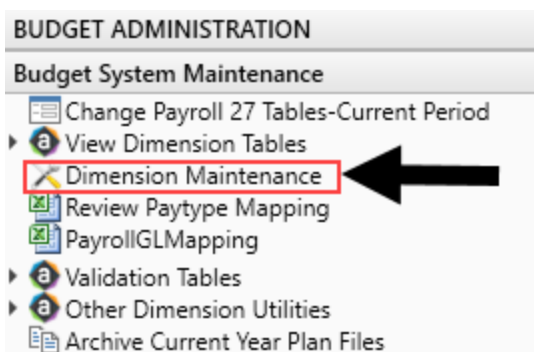 BUDGET ADMINISTRATION
Budget System Maintenance
Change Payroll 27 Tables-Current Period
View Dimension Tables
Dimension Maintenance
Review Paytype Mapping
PayrollGLMapping
Validation Tables
Other Dimension Utilities
Archive Current Year Plan Files